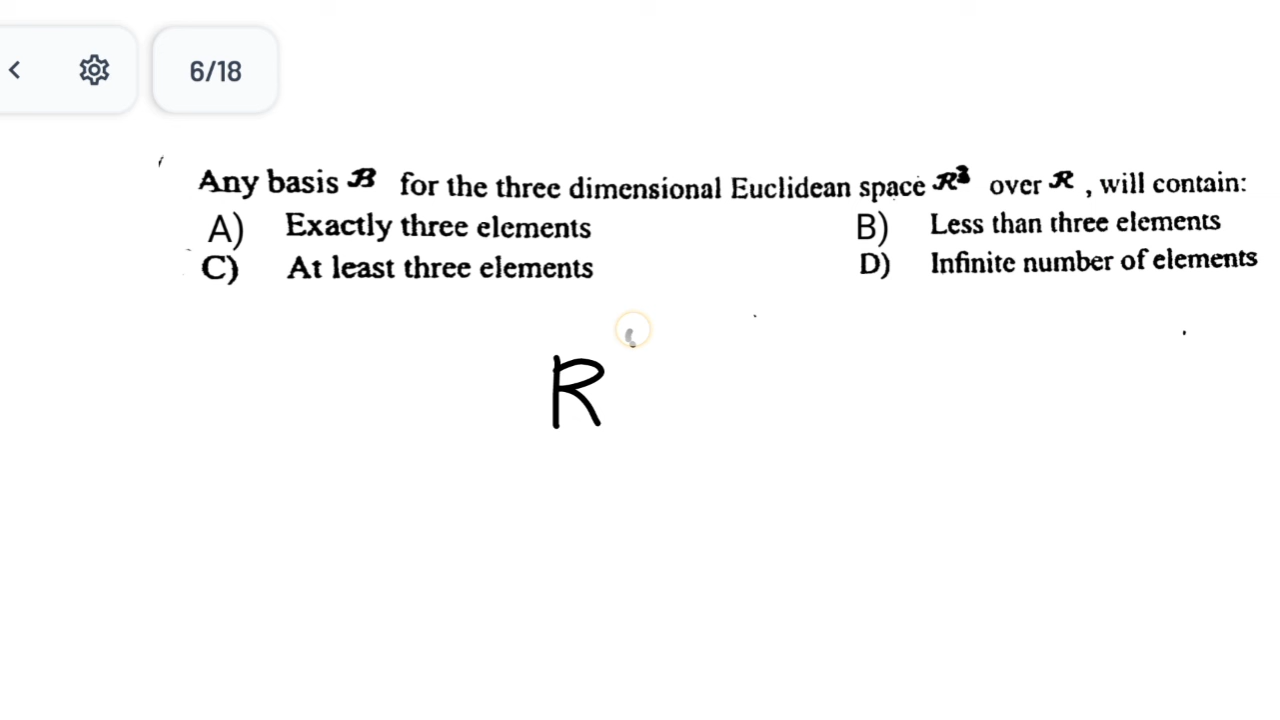 6/18
Any basis ℬ for the three dimensional Euclidean space ℛ³ over ℛ , will contain:
A) Exactly three elements B) Less than three elements
C) At least three elements D) Infinite number of elements
R